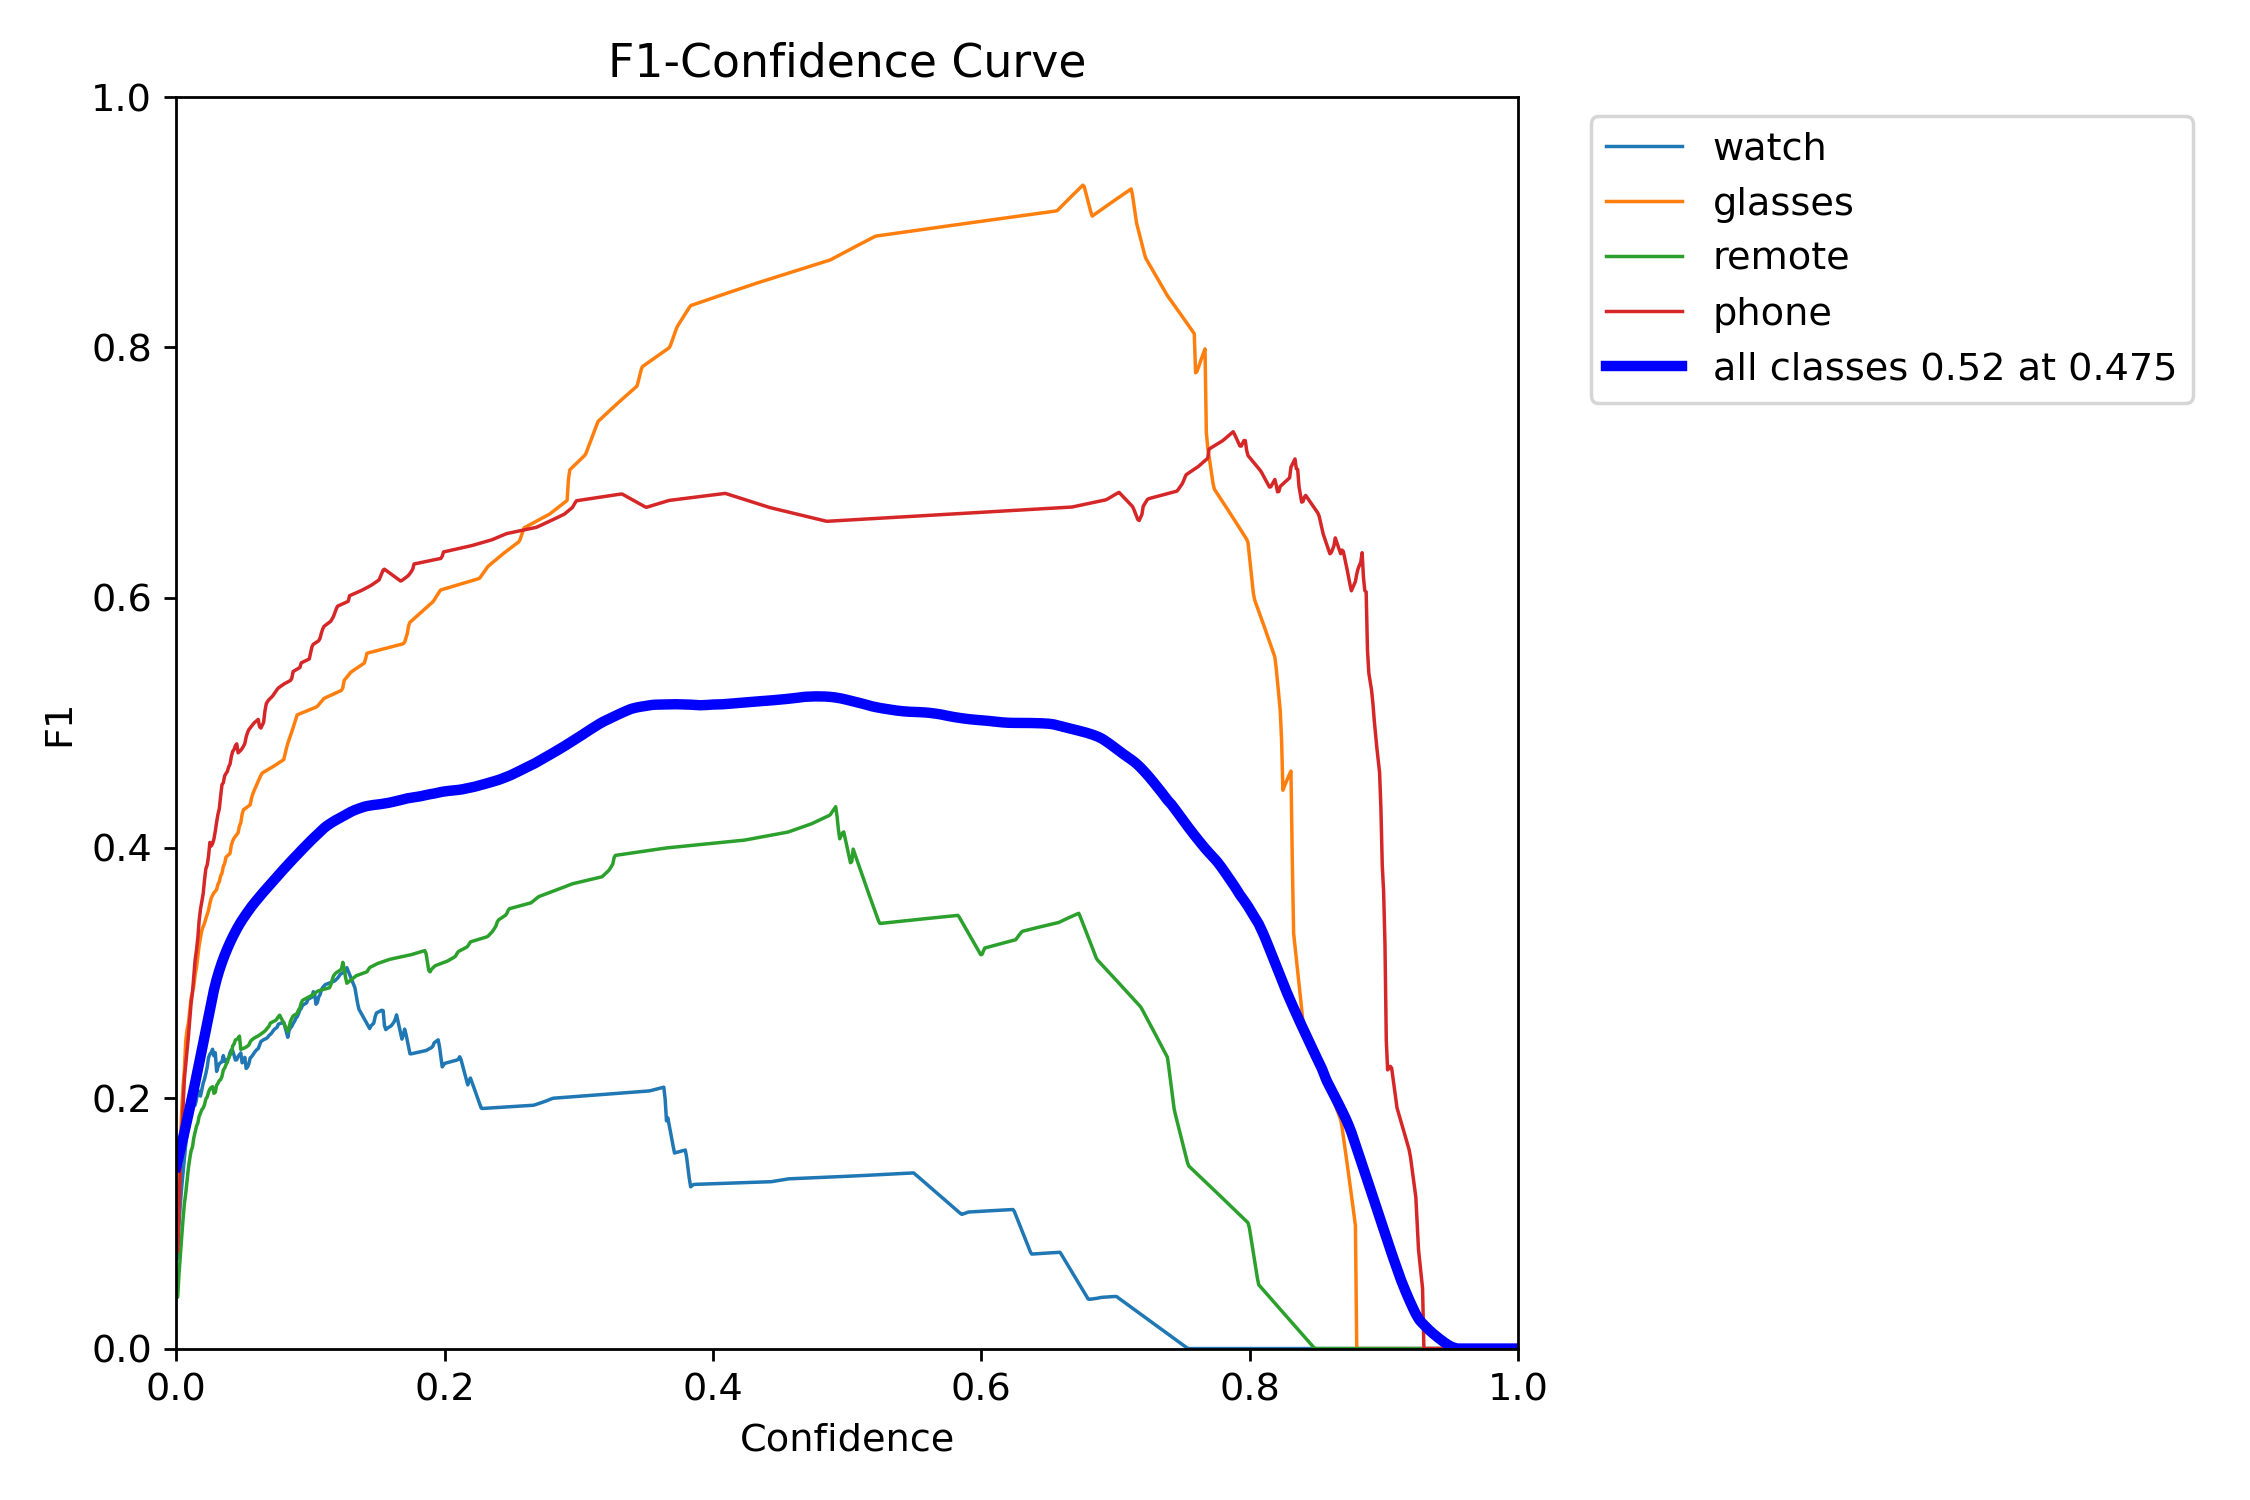 F1-Confidence Curve
1.0
0.8
0.6
0.4
0.2
0.0
F1
0.0 0.2 0.4 0.6 0.8 1.0
Confidence
watch
glasses
remote
phone
all classes 0.52 at 0.475